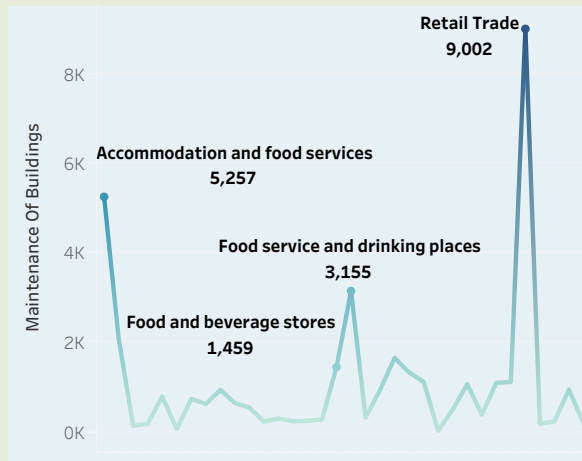 Retail Trade
9,002
8K
Accommodation and food services
6K
5,257
Food service and drinking places
4K
3,155
Food and beverage stores
2K
1,459
0K
Maintenance Of Buildings